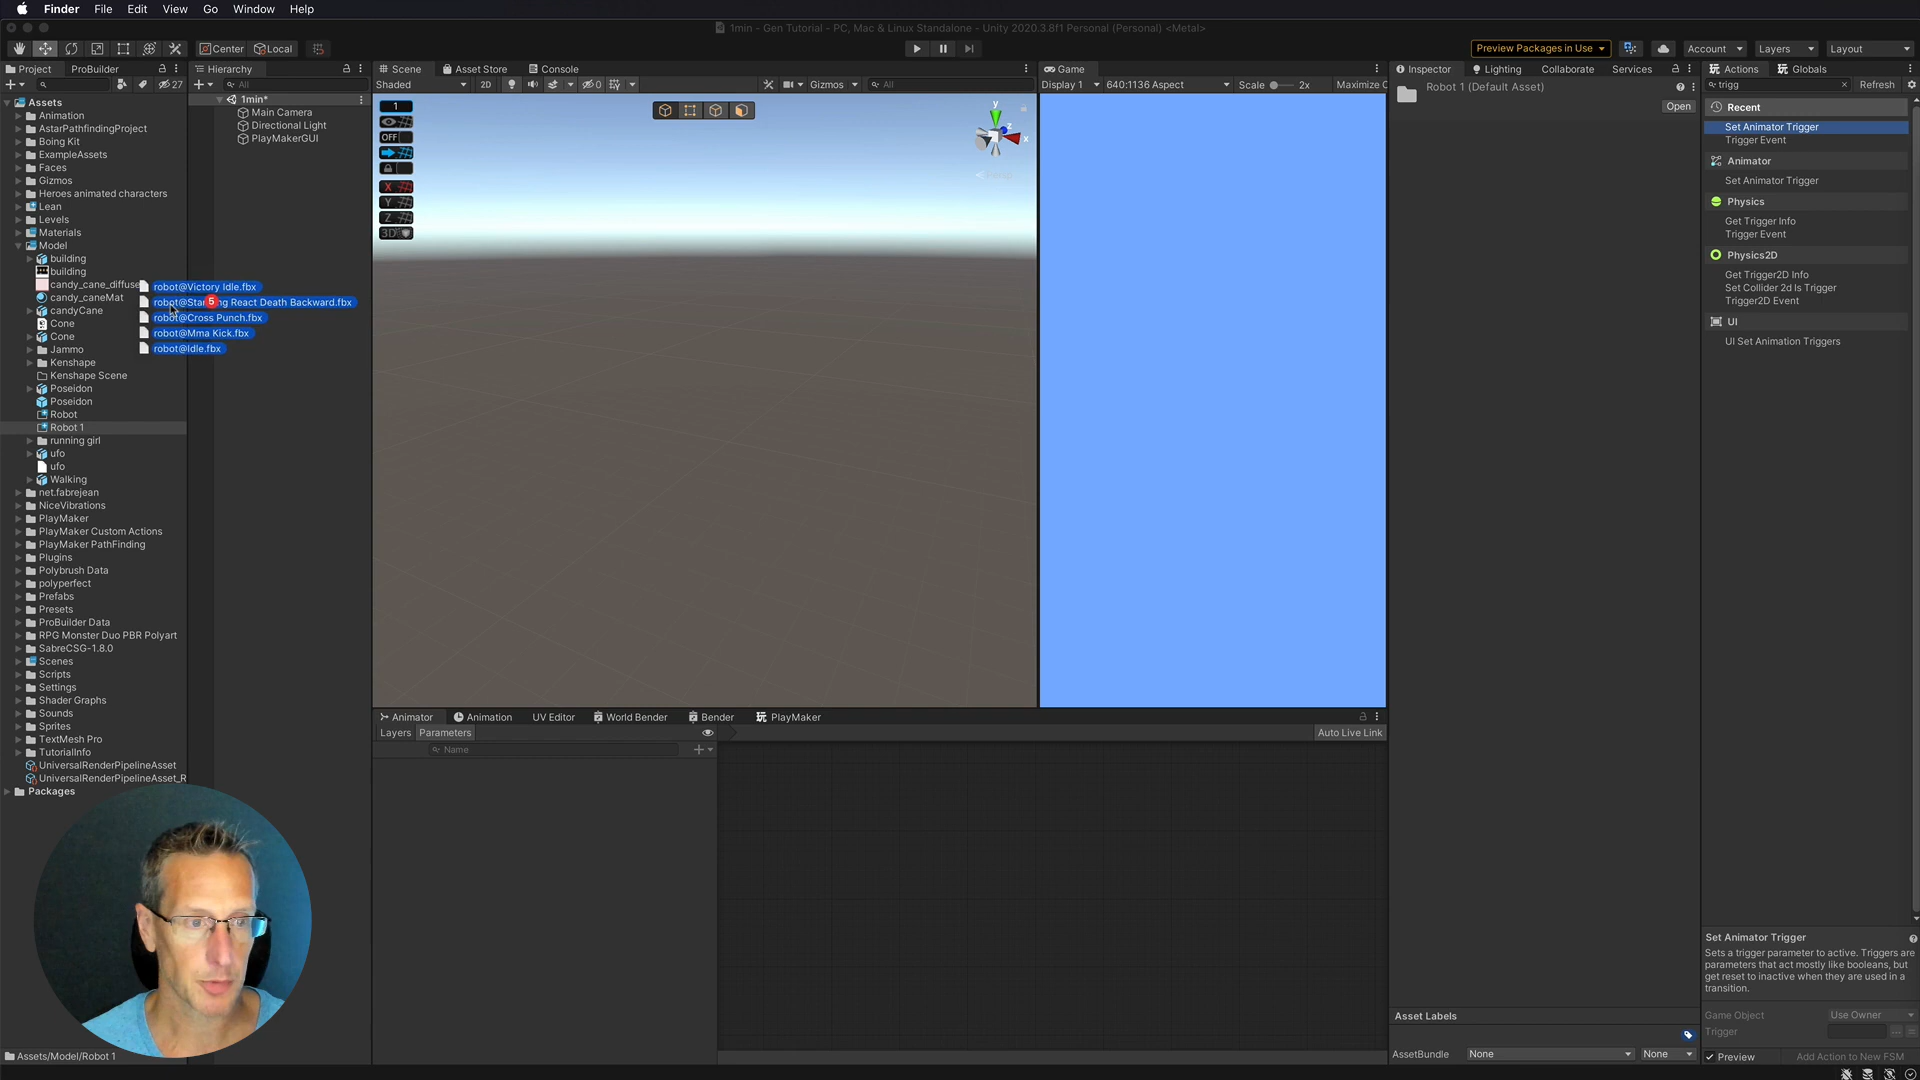 Finder File Edit View Go Window Help
1min - Gen Tutorial - PC, Mac & Linux Standalone - Unity 2020.3.8f1 Personal (Personal) <Metal>
Center Local
Preview Packages in Use Account Layers Layout
Project ProBuilder
27
Assets
Animation
AstarPathfindingProject
Boing Kit
ExampleAssets
Faces
Gizmos
Heroes animated characters
Lean
Levels
Materials
Model
building
building
candy_cane_diffuse
candy_caneMat
candyCane
Cone
Cone
Jammo
Kenshape
Kenshape Scene
Poseidon
Poseidon
Robot
Robot 1
running girl
ufo
ufo
Walking
net.fabrejean
NiceVibrations
PlayMaker
PlayMaker Custom Actions
PlayMaker PathFinding
Plugins
Polybrush Data
polyperfect
Prefabs
Presets
ProBuilder Data
RPG Monster Duo PBR Polyart
SabreCSG-1.8.0
Scenes
Scripts
Settings
Shader Graphs
Sounds
Sprites
TextMesh Pro
TutorialInfo
UniversalRenderPipelineAsset
UniversalRenderPipelineAsset_R
Packages
Assets/Model/Robot 1
robot@Victory Idle.fbx
React Death Backward.fbx
5
robot@Cross Punch.fbx
robot@Mma Kick.fbx
robot@Idle.fbx
Hierarchy
All
1min*
Main Camera
Directional Light
PlayMakerGUI
Scene Asset Store Console
Shaded 2D 0 Gizmos All
1
OFF
X
Y
Z
3D
y
x
z
Game
Display 1 640:1136 Aspect Scale 2x Maximize O
Animator Animation UV Editor World Bender Bender PlayMaker
Layers Parameters Auto Live Link
Name
Inspector Lighting Collaborate Services
Robot 1 (Default Asset)
Open
Asset Labels
AssetBundle None None
Actions Globals
trigg Refresh
Recent
Set Animator Trigger
Trigger Event
Animator
Set Animator Trigger
Physics
Get Trigger Info
Trigger Event
Physics2D
Get Trigger2D Info
Set Collider 2d Is Trigger
Trigger2D Event
UI
UI Set Animation Triggers
Set Animator Trigger
Sets a trigger parameter to active. Triggers are
parameters that act mostly like booleans, but
get reset to inactive when they are used in a
transition.
Game Object Use Owner
Trigger
Preview Add Action to New FSM